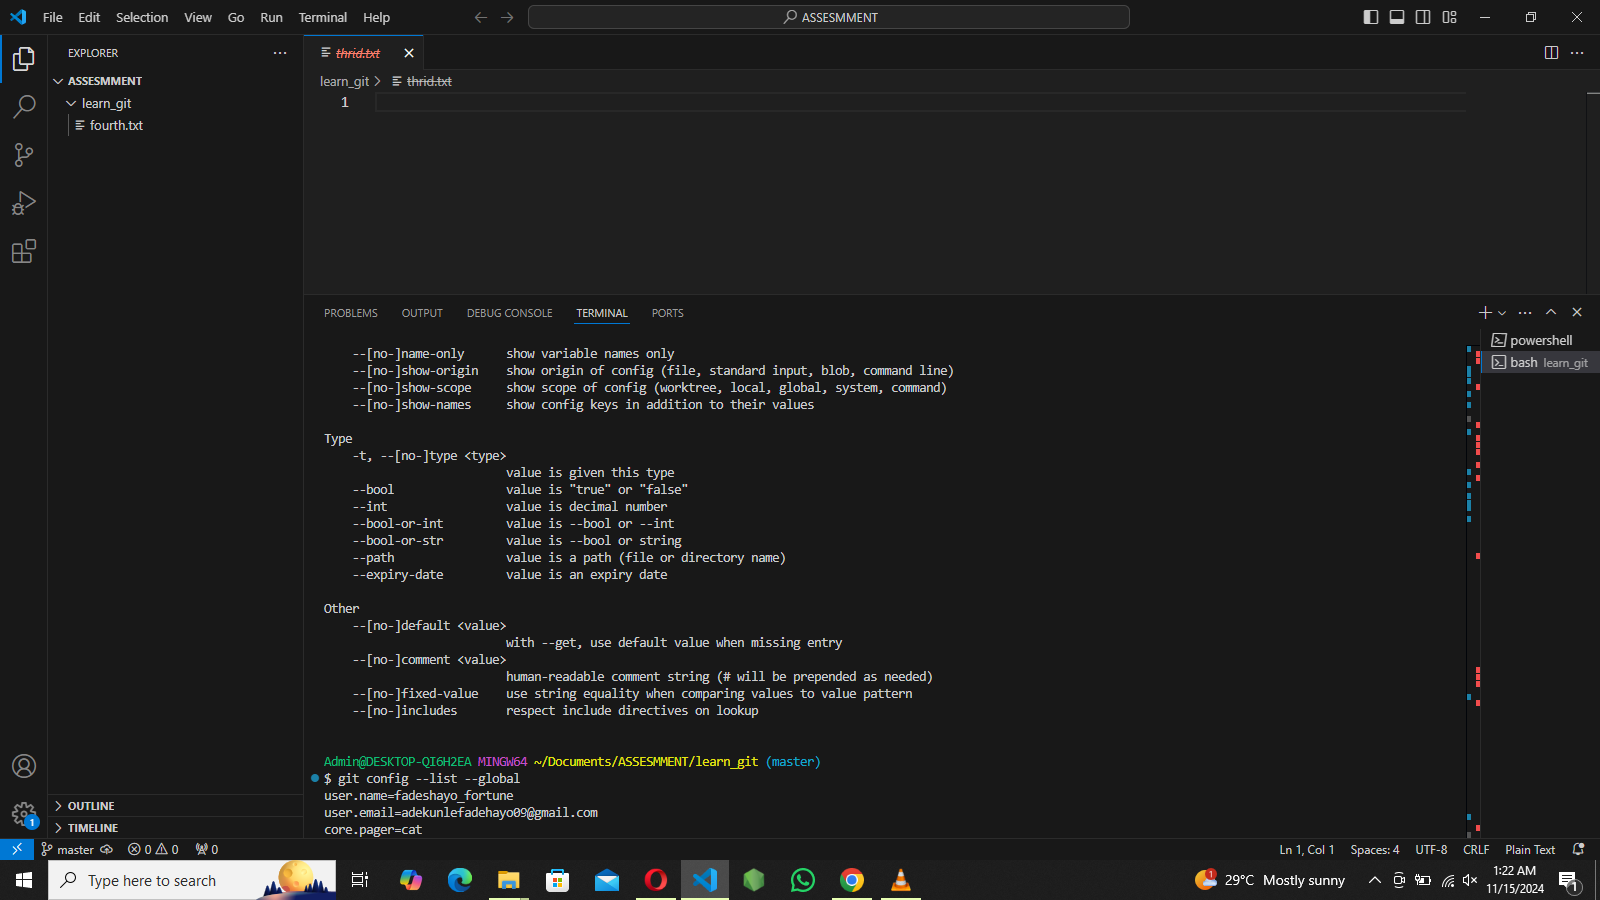 File Edit Selection View Go Run Terminal Help
ASSESMMENT
EXPLORER
ASSESMMENT
learn_git
fourth.txt
thrid.txt
learn_git > thrid.txt
1
PROBLEMS OUTPUT DEBUG CONSOLE TERMINAL PORTS
powershell
bash learn_git
--[no-]name-only show variable names only
--[no-]show-origin show origin of config (file, standard input, blob, command line)
--[no-]show-scope show scope of config (worktree, local, global, system, command)
--[no-]show-names show config keys in addition to their values
Type
-t, --[no-]type <type>
value is given this type
--bool value is "true" or "false"
--int value is decimal number
--bool-or-int value is --bool or --int
--bool-or-str value is --bool or string
--path value is a path (file or directory name)
--expiry-date value is an expiry date
Other
--[no-]default <value>
with --get, use default value when missing entry
--[no-]comment <value>
human-readable comment string (# will be prepended as needed)
--[no-]fixed-value use string equality when comparing values to value pattern
--[no-]includes respect include directives on lookup
Admin@DESKTOP-QI6H2EA MINGW64 ~/Documents/ASSESMMENT/learn_git (master)
$ git config --list --global
user.name=fadeshayo_fortune
user.email=adekunlefadehayo09@gmail.com
core.pager=cat
OUTLINE
TIMELINE
1
master 0 0 0
Ln 1, Col 1 Spaces: 4 UTF-8 CRLF Plain Text
Type here to search
1
29°C Mostly sunny
1:22 AM
11/15/2024
1